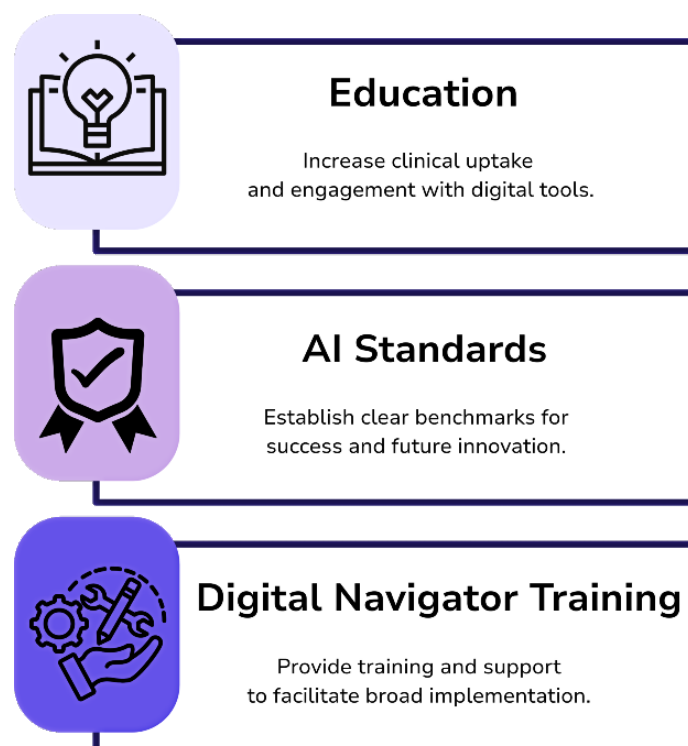 Education
Increase clinical uptake
and engagement with digital tools.
AI Standards
Establish clear benchmarks for
success and future innovation.
Digital Navigator Training
Provide training and support
to facilitate broad implementation.